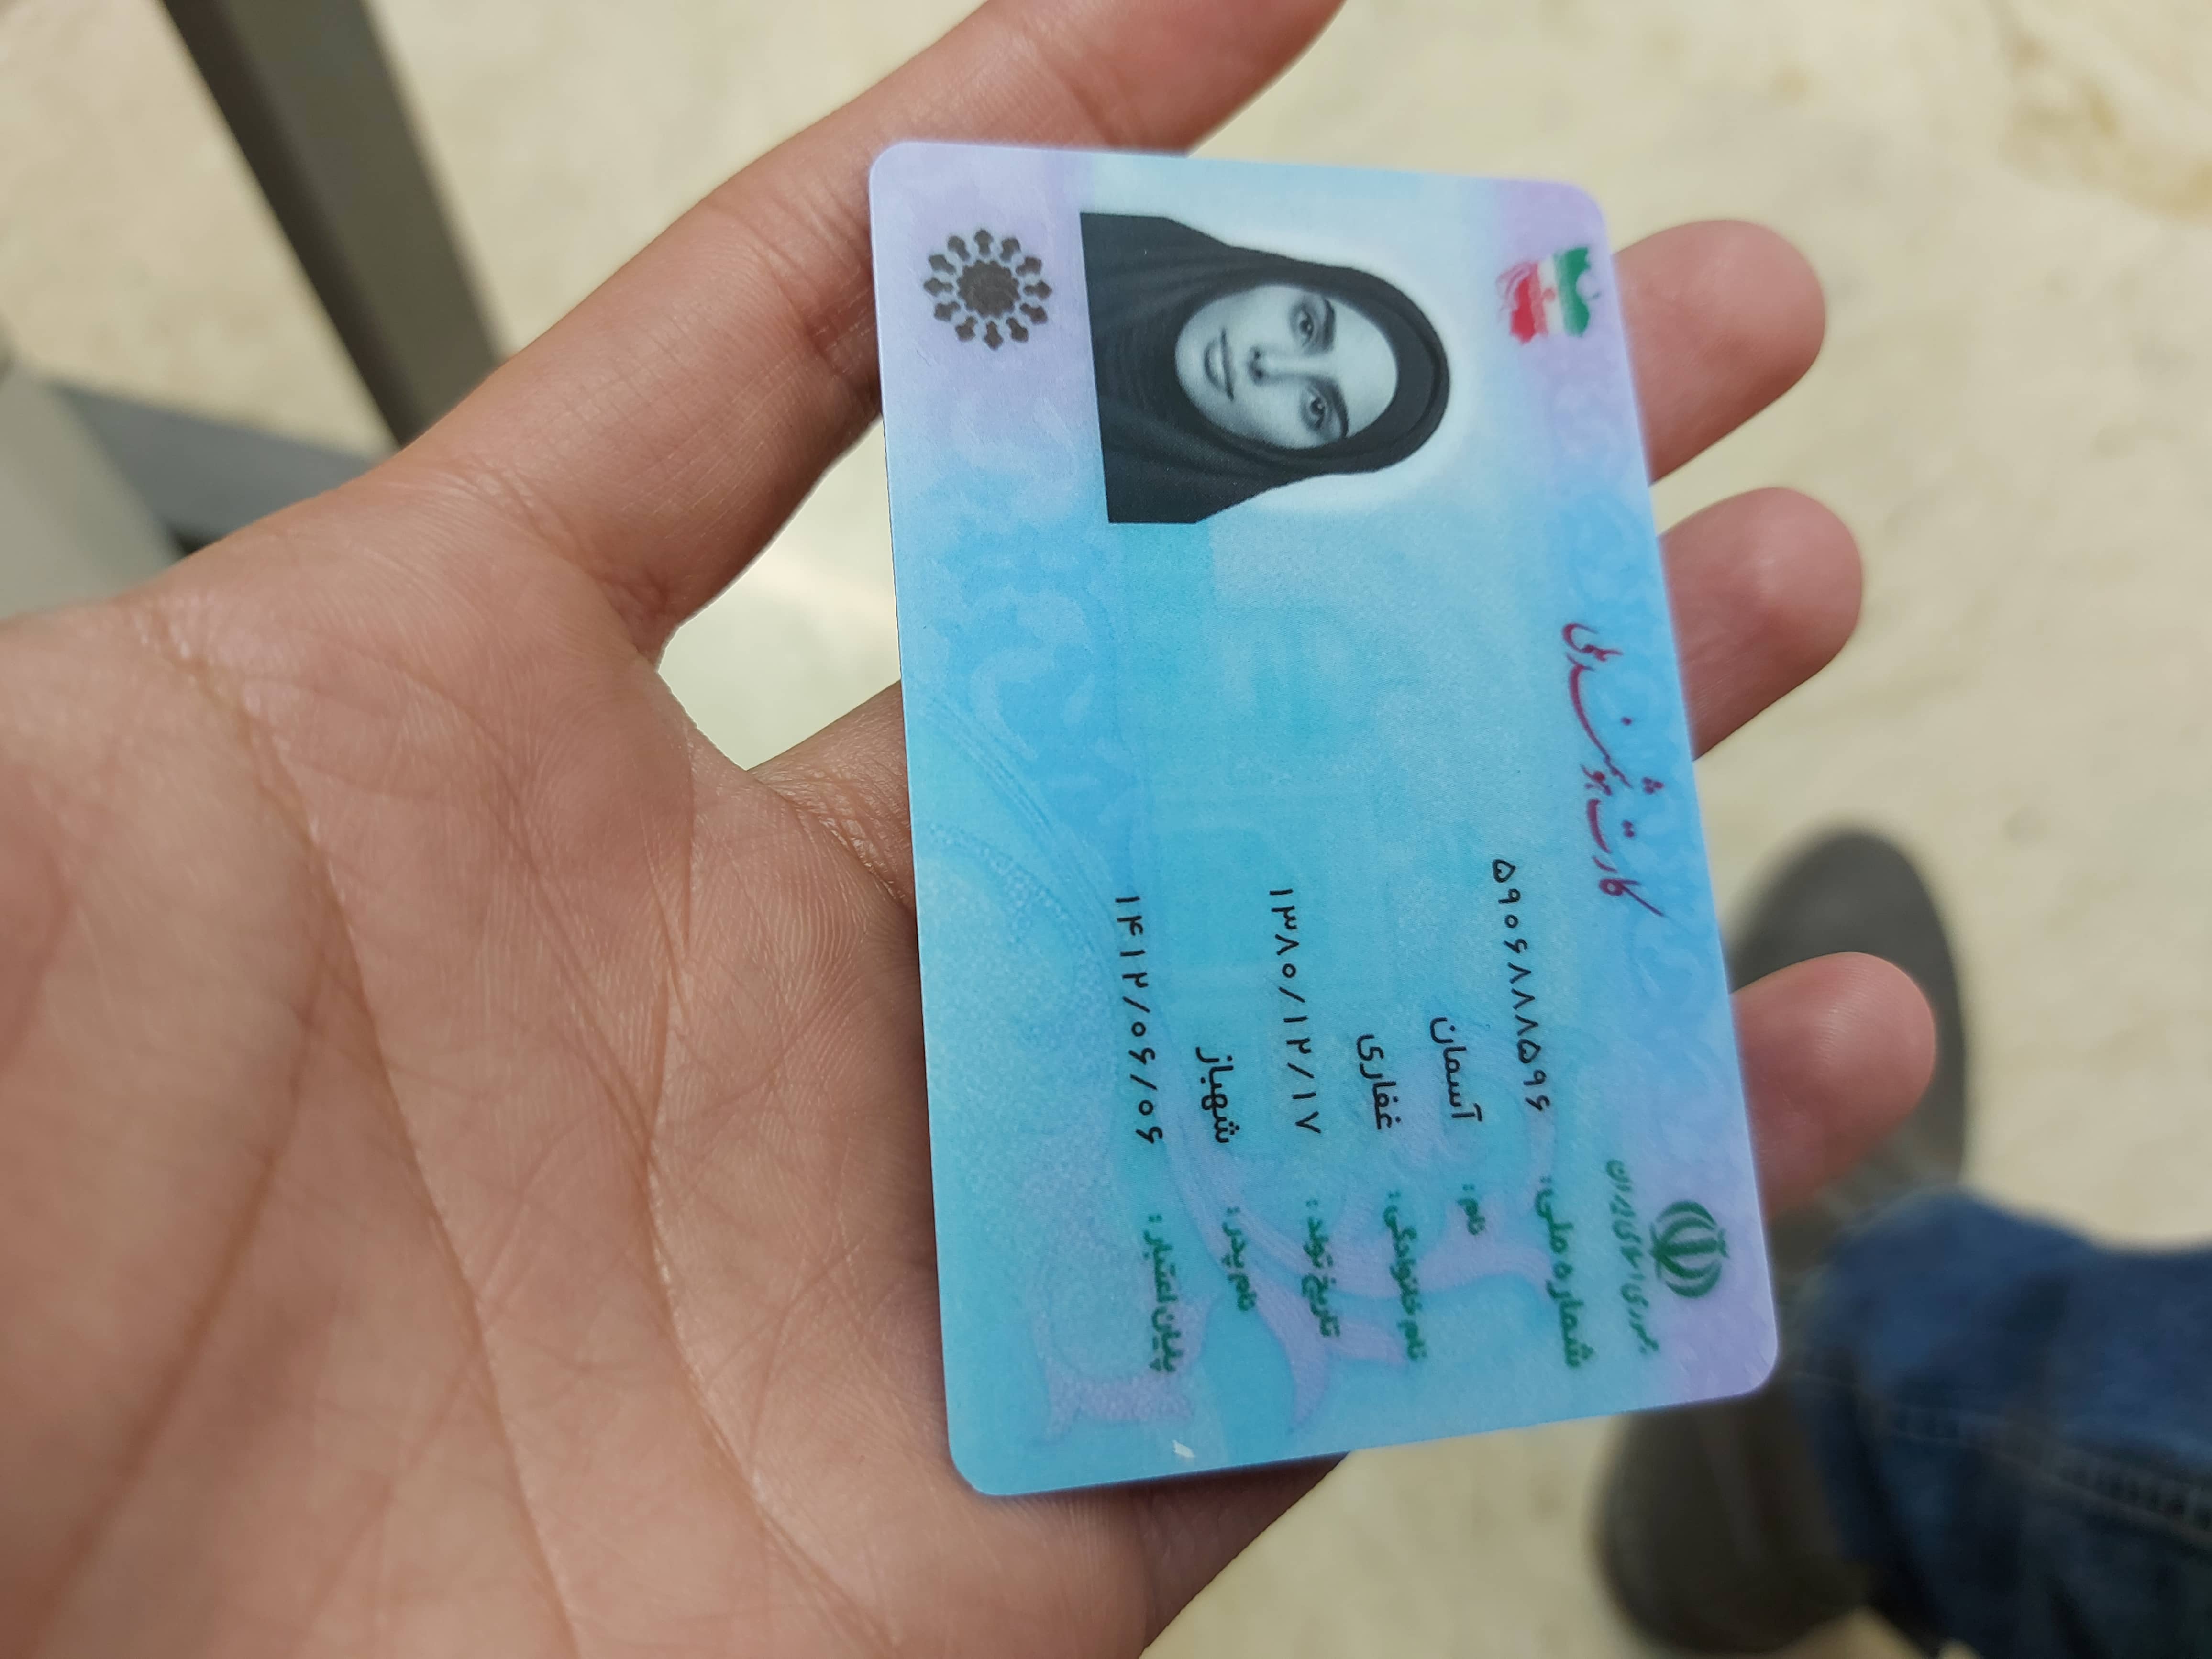 جمهوری اسلامی ایران
کارت هوشمند ملی
شماره ملی: ۵۹۰۶۸۸۸۵۹۶
نام: آسمان
نام خانوادگی: غفاری
تاریخ تولد: ۱۳۸۰/۱۲/۱۷
نام پدر: شهباز
پایان اعتبار: ۱۴۱۲/۰۶/۰۶